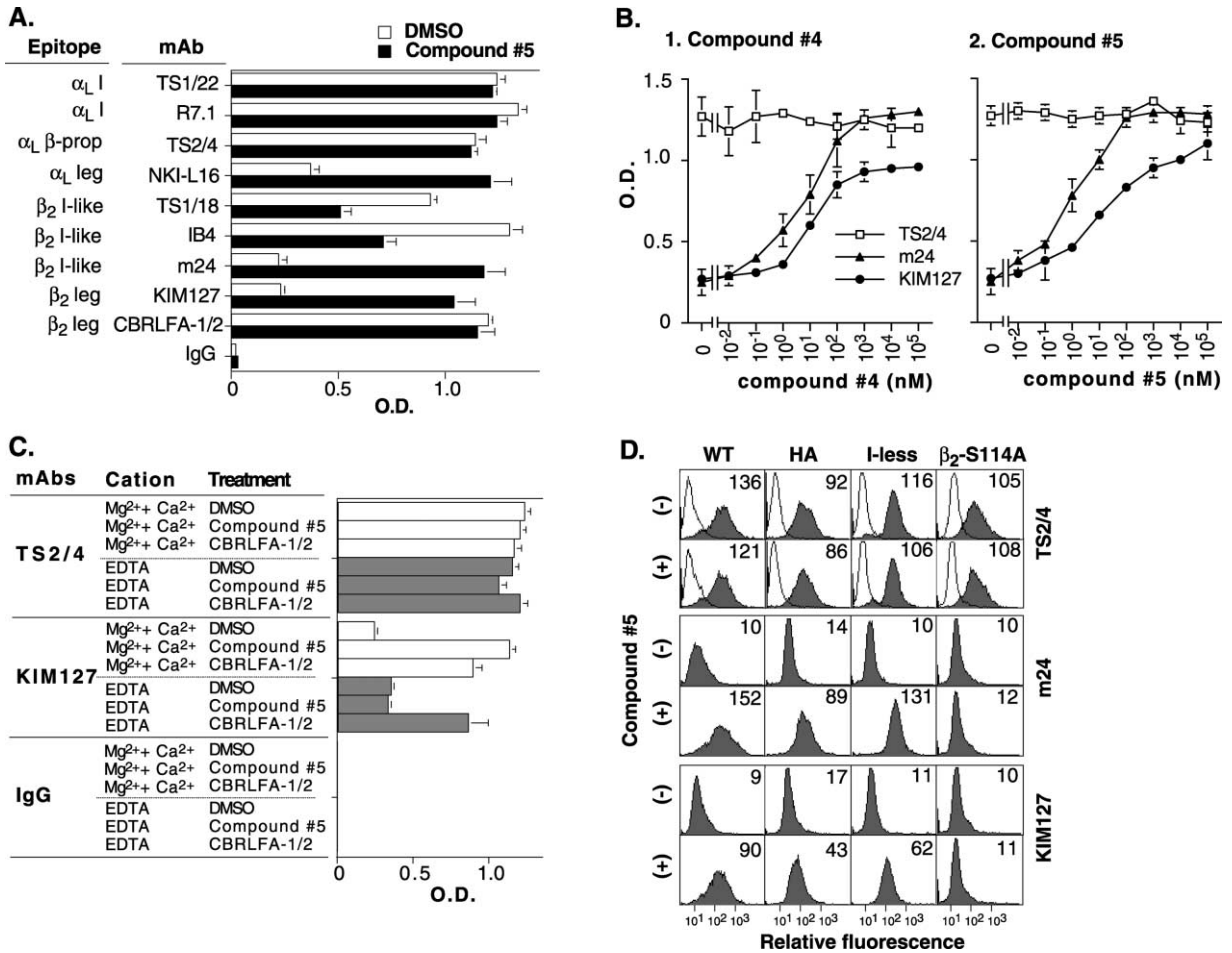 A.
□ DMSO
■ Compound #5
Epitope mAb
αL I TS1/22
αL I R7.1
αL β-prop TS2/4
αL leg NKI-L16
β2 I-like TS1/18
β2 I-like IB4
β2 I-like m24
β2 leg KIM127
β2 leg CBRLFA-1/2
IgG
0 0.5 1.0
O.D.
B.
1. Compound #4
2. Compound #5
1.5
1.0
0.5
0
O.D.
TS2/4
m24
KIM127
0 10-2 10-1 100 101 102 103 104 105
compound #4 (nM)
0 10-2 10-1 100 101 102 103 104 105
compound #5 (nM)
C.
mAbs Cation Treatment
TS2/4
Mg2++ Ca2+ DMSO
Mg2++ Ca2+ Compound #5
Mg2++ Ca2+ CBRLFA-1/2
EDTA DMSO
EDTA Compound #5
EDTA CBRLFA-1/2
KIM127
Mg2++ Ca2+ DMSO
Mg2++ Ca2+ Compound #5
Mg2++ Ca2+ CBRLFA-1/2
EDTA DMSO
EDTA Compound #5
EDTA CBRLFA-1/2
IgG
Mg2++ Ca2+ DMSO
Mg2++ Ca2+ Compound #5
Mg2++ Ca2+ CBRLFA-1/2
EDTA DMSO
EDTA Compound #5
EDTA CBRLFA-1/2
0 0.5 1.0
O.D.
D.
WT HA I-less β2-S114A
(-) 136 92 116 105
TS2/4
(+) 121 86 106 108
Compound #5
(-) 10 14 10 10
m24
(+) 152 89 131 12
(-) 9 17 11 10
KIM127
(+) 90 43 62 11
101 102 103 101 102 103 101 102 103 101 102 103
Relative fluorescence